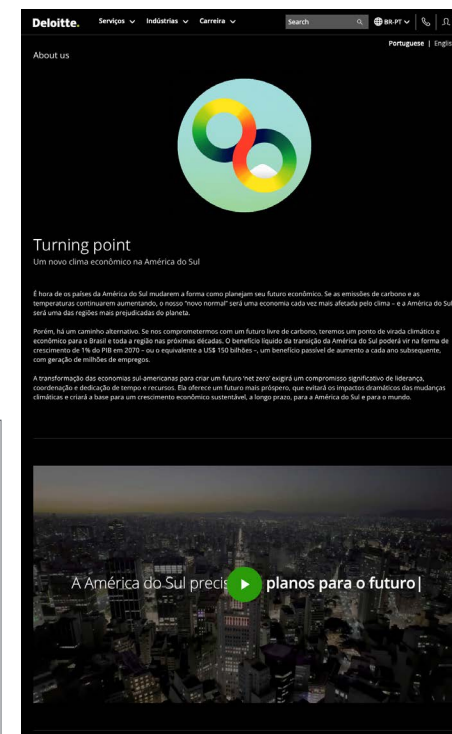 Deloitte.
Serviços
Indústrias
Carreira
Search
BR-PT
Portuguese | Englis
About us
Turning point
Um novo clima econômico na América do Sul
É hora de os países da América do Sul mudarem a forma como planejam seu futuro econômico. Se as emissões de carbono e as
temperaturas continuarem aumentando, o nosso "novo normal" será uma economia cada vez mais afetada pelo clima – e a América do Sul
será uma das regiões mais prejudicadas do planeta.
Porém, há um caminho alternativo. Se nos comprometermos com um futuro livre de carbono, teremos um ponto de virada climático e
econômico para o Brasil e toda a região nas próximas décadas. O benefício líquido da transição da América do Sul poderá vir na forma de
crescimento de 1% do PIB em 2070 – ou o equivalente a US$ 150 bilhões –, um benefício passível de aumento a cada ano subsequente,
com geração de milhões de empregos.
A transformação das economias sul-americanas para criar um futuro 'net zero' exigirá um compromisso significativo de liderança,
coordenação e dedicação de tempo e recursos. Ela oferece um futuro mais próspero, que evitará os impactos dramáticos das mudanças
climáticas e criará a base para um crescimento econômico sustentável, a longo prazo, para a América do Sul e para o mundo.
A América do Sul precis planos para o futuro|